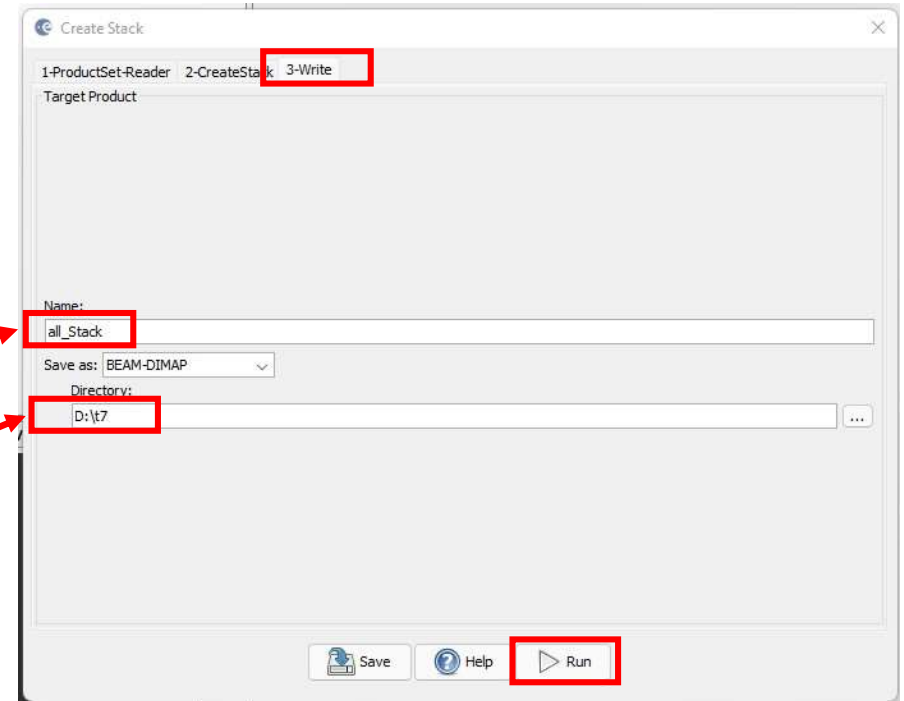 Create Stack
1-ProductSet-Reader 2-CreateStack 3-Write
Target Product
Name:
all_Stack
Save as: BEAM-DIMAP
Directory:
D:\t7
...
Save Help Run